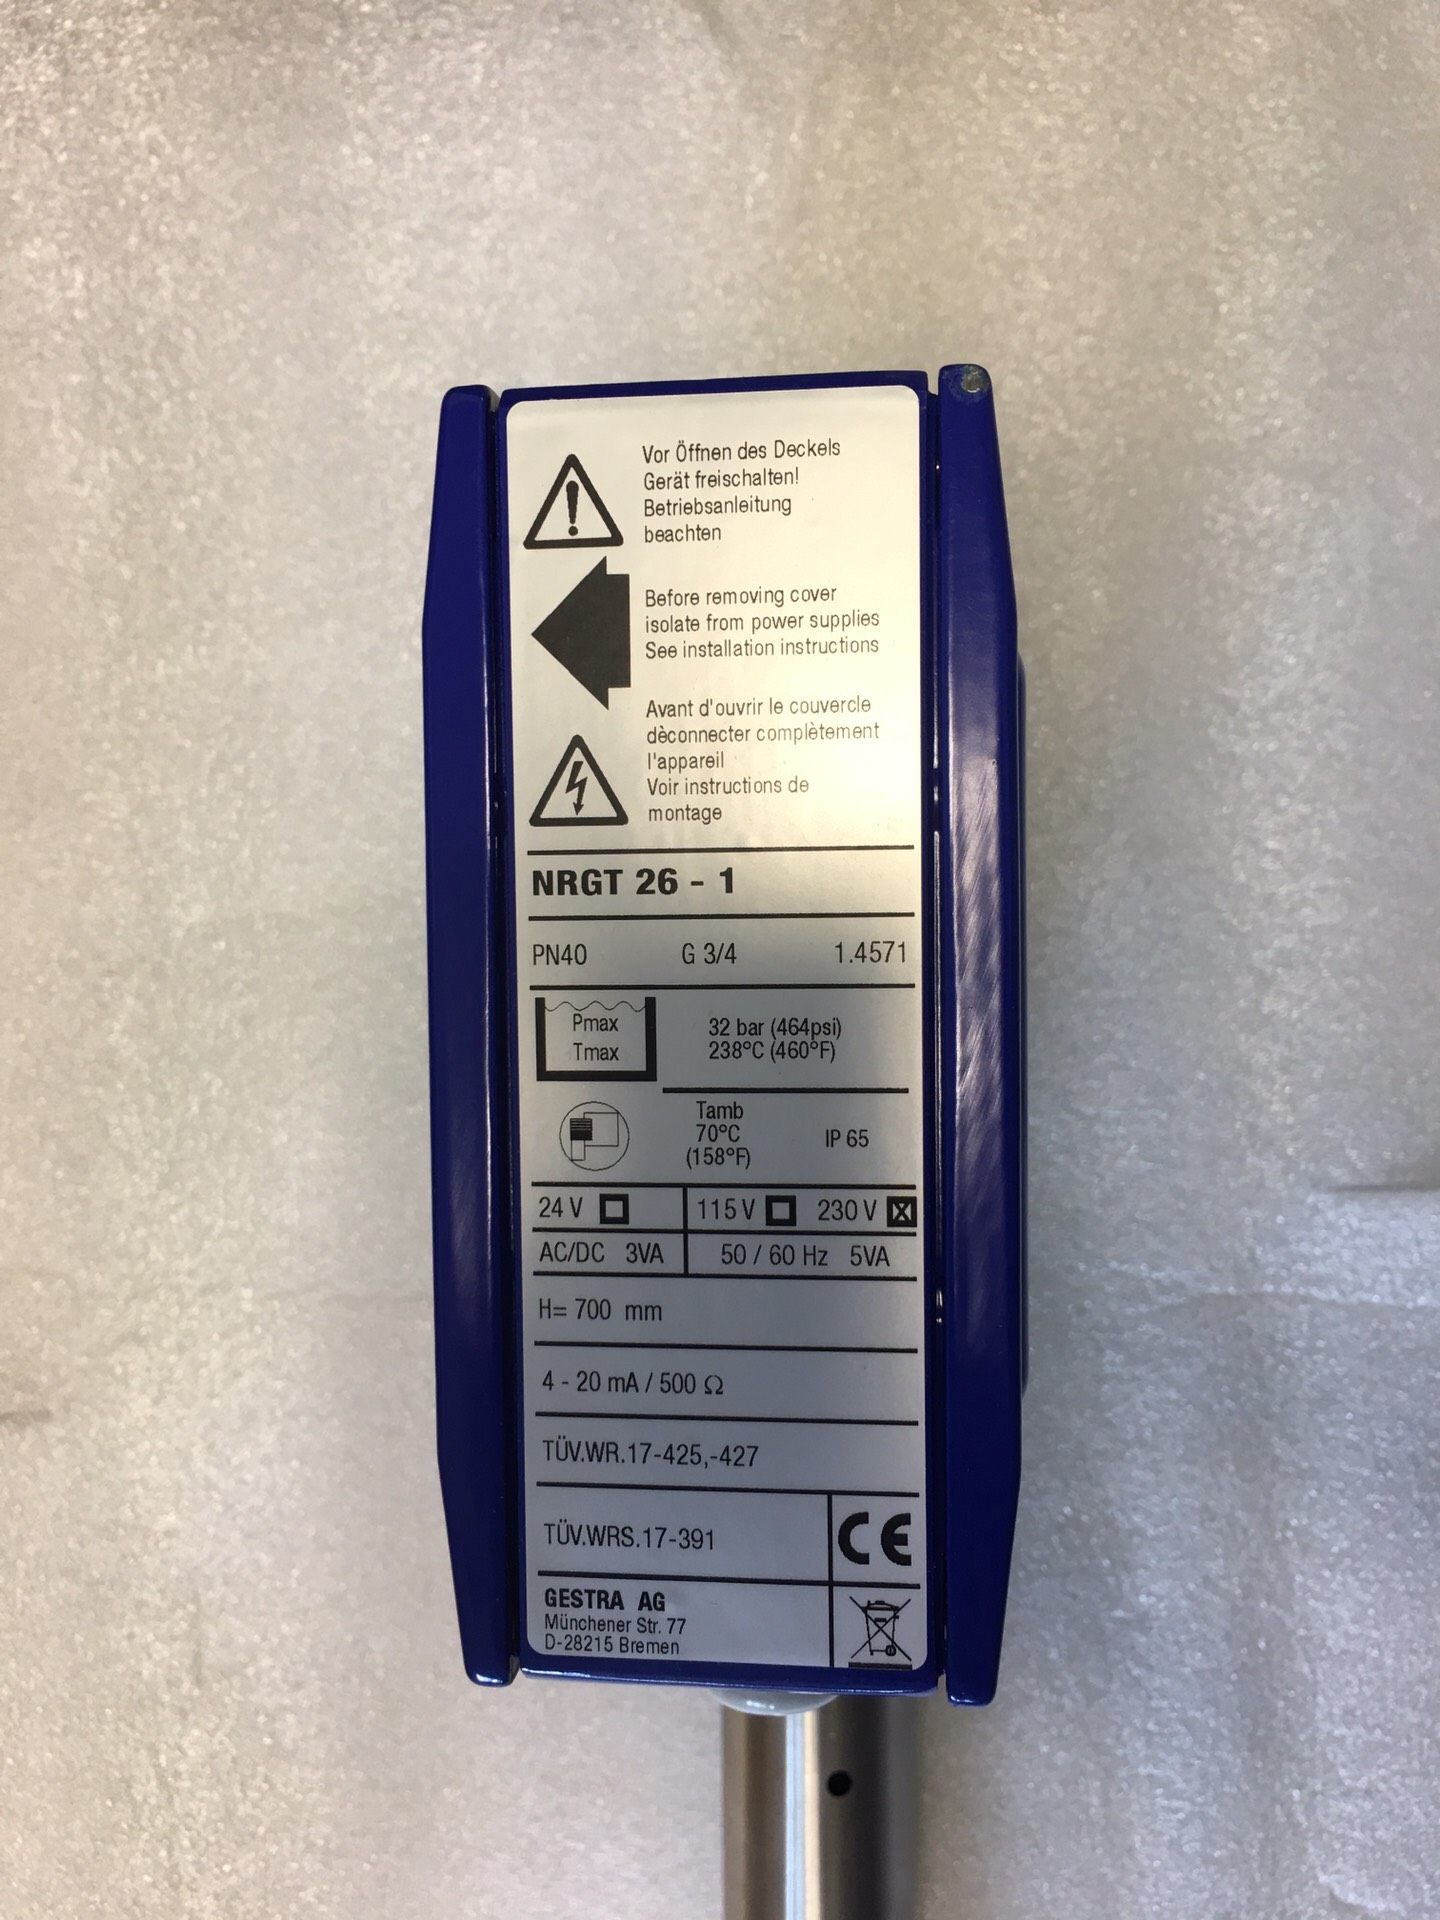 Vor Öffnen des Deckels
Gerät freischalten!
Betriebsanleitung
beachten
Before removing cover
isolate from power supplies
See installation instructions
Avant d'ouvrir le couvercle
dèconnecter complètement
l'appareil
Voir instructions de
montage
NRGT 26 - 1
PN40 G 3/4 1.4571
Pmax 32 bar (464psi)
Tmax 238°C (460°F)
Tamb
70°C IP 65
(158°F)
24 V 115 V 230 V
AC/DC 3VA 50 / 60 Hz 5VA
H= 700 mm
4 - 20 mA / 500 Ω
TÜV.WR.17-425,-427
TÜV.WRS.17-391 CE
GESTRA AG
Münchener Str. 77
D-28215 Bremen